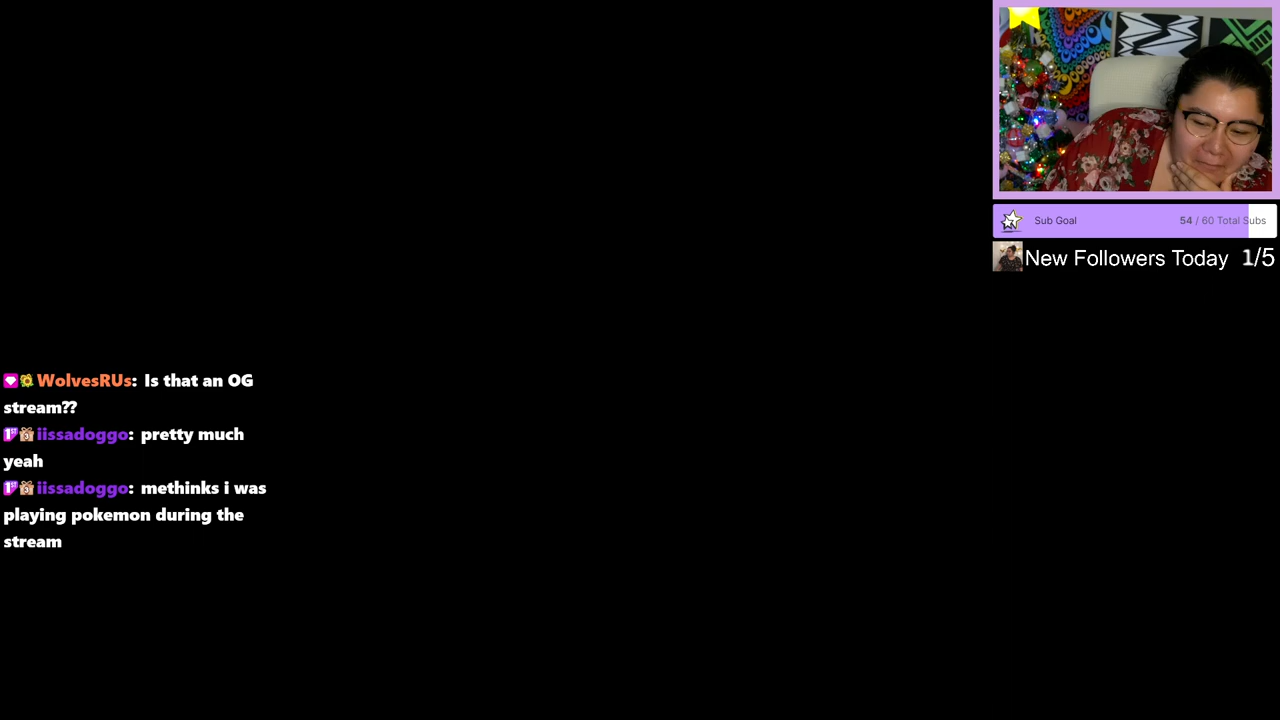 Sub Goal 54 / 60 Total Subs
New Followers Today 1/5
WolvesRUs: Is that an OG
stream??
iissadoggo: pretty much
yeah
iissadoggo: methinks i was
playing pokemon during the
stream